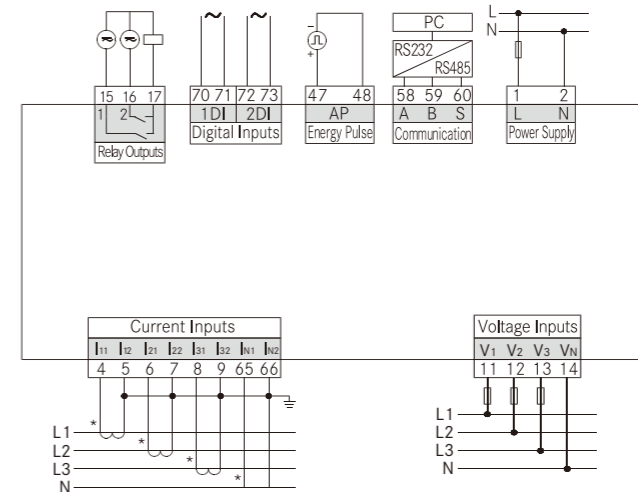 PC
RS232
RS485
L
N
15 16 17
1 2
Relay Outputs
70 71 72 73
1DI 2DI
Digital Inputs
47 48
AP
Energy Pulse
58 59 60
A B S
Communication
1 2
L N
Power Supply
− +
Current Inputs
I11 I12 I21 I22 I31 I32 IN1 IN2
4 5 6 7 8 9 65 66
* * * *
L1
L2
L3
N
Voltage Inputs
V1 V2 V3 VN
11 12 13 14
L1
L2
L3
N